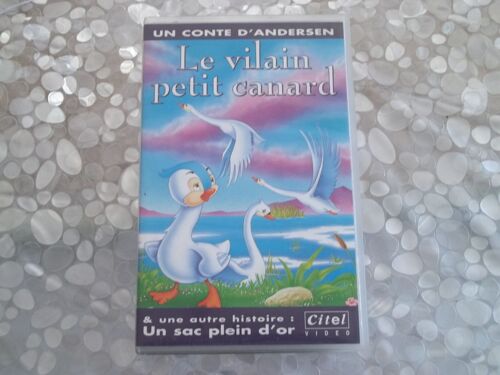 UN CONTE D'ANDERSEN
Le vilain
petit canard
& une autre histoire :
Un sac plein d'or
Citel
VIDEO